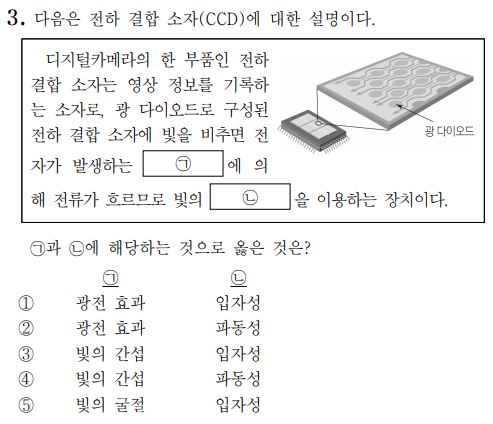 3. 다음은 전하 결합 소자(CCD)에 대한 설명이다.
디지털카메라의 한 부품인 전하
결합 소자는 영상 정보를 기록하
는 소자로, 광 다이오드로 구성된
전하 결합 소자에 빛을 비추면 전
자가 발생하는 ㉠ 에 의
해 전류가 흐르므로 빛의 ㉡ 을 이용하는 장치이다.
광 다이오드
㉠과 ㉡에 해당하는 것으로 옳은 것은?
㉠ ㉡
① 광전 효과 입자성
② 광전 효과 파동성
③ 빛의 간섭 입자성
④ 빛의 간섭 파동성
⑤ 빛의 굴절 입자성